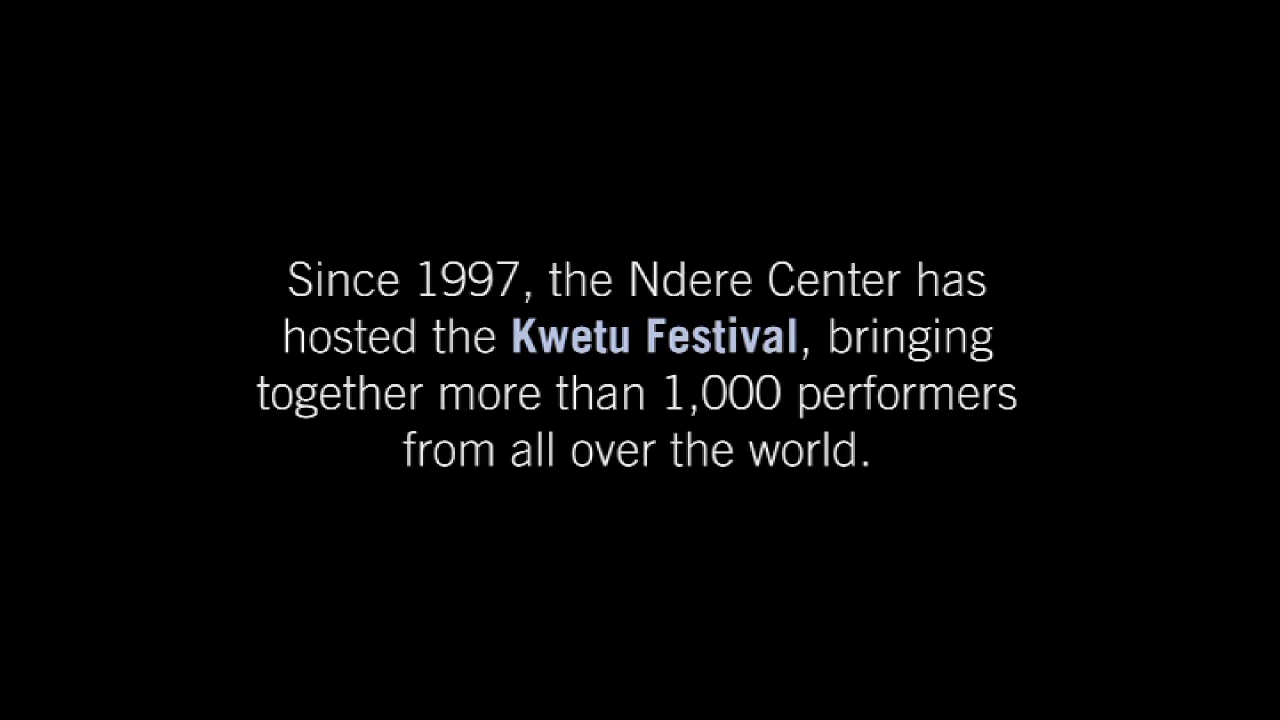 Since 1997, the Ndere Center has
hosted the Kwetu Festival, bringing
together more than 1,000 performers
from all over the world.